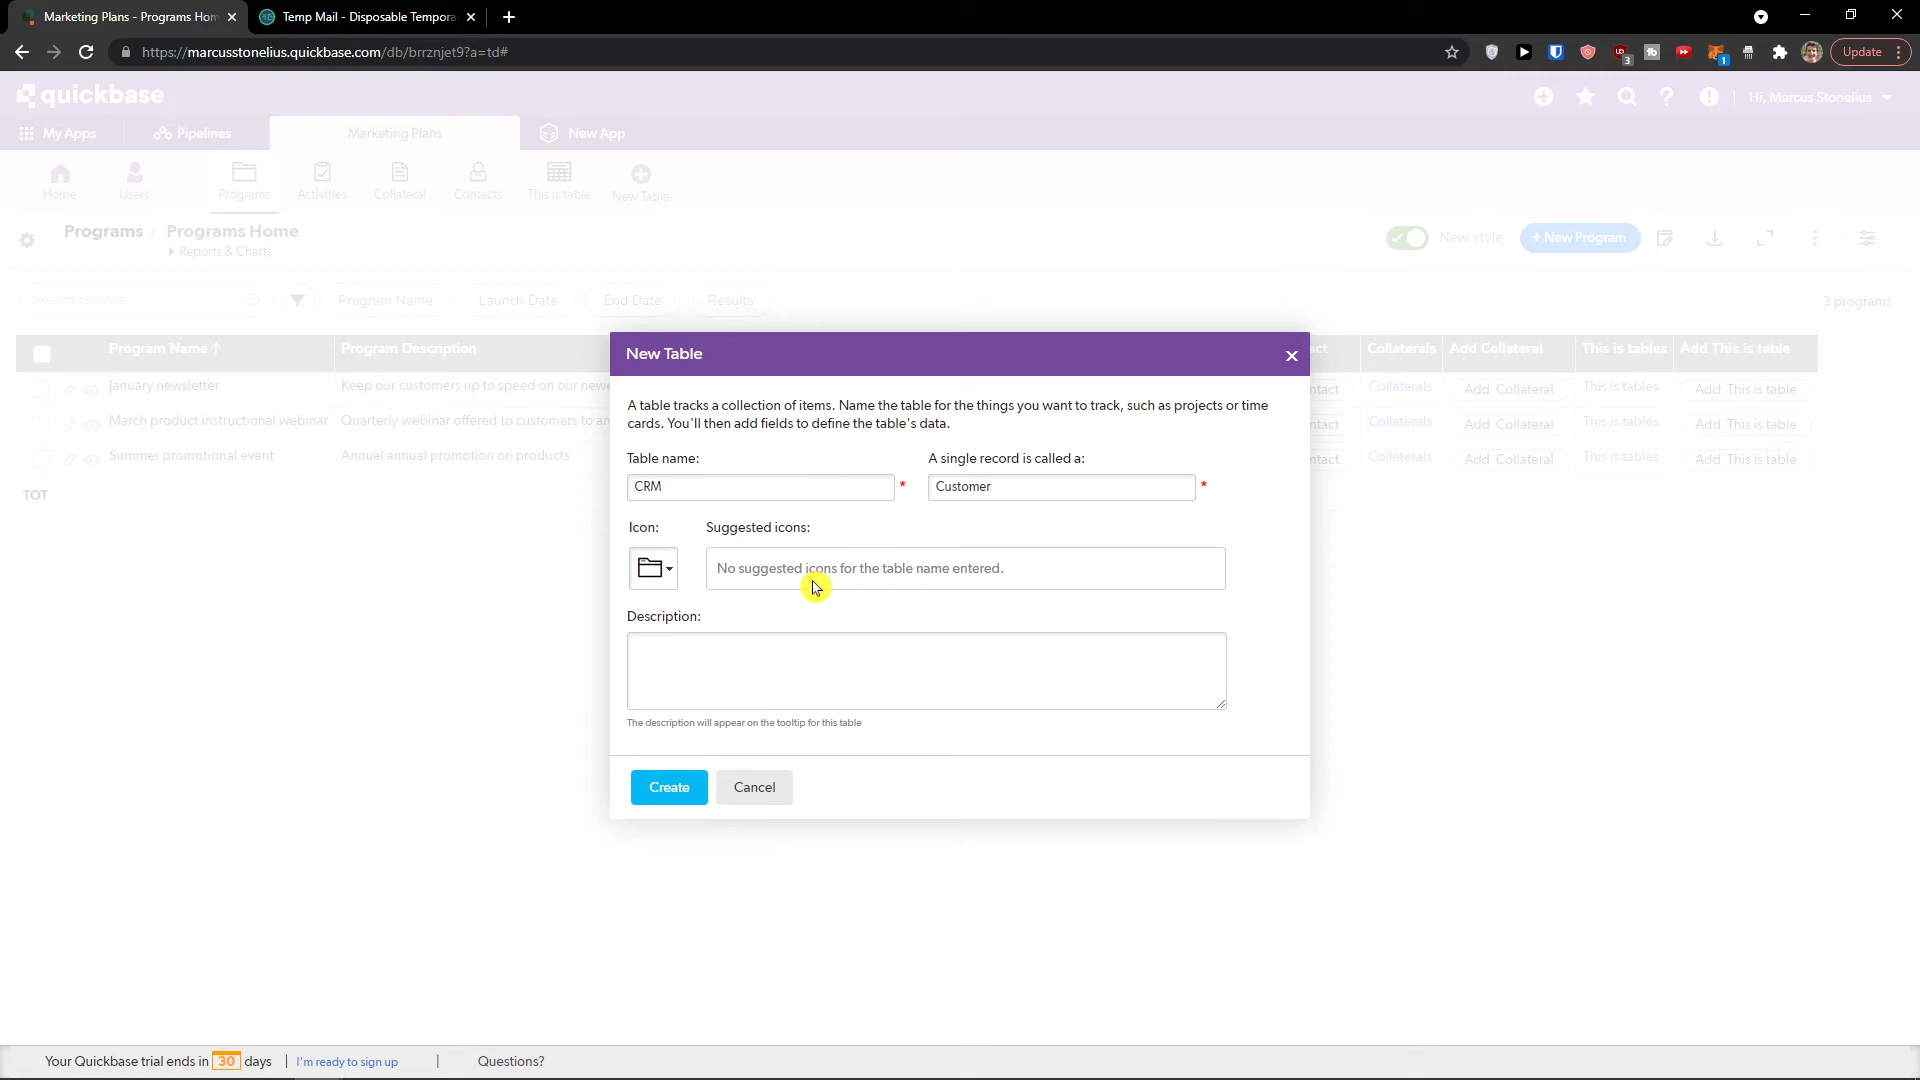 Marketing Plans - Programs Hom
Temp Mail - Disposable Tempora
https://marcusstonelius.quickbase.com/db/brrznjet9?a=td#
3
1
Update
quickbase
Hi, Marcus Stonelius
My Apps
Pipelines
Marketing Plans
New App
Home
Users
Programs
Activities
Collateral
Contacts
This is table
New Table
Programs
Programs Home
Reports & Charts
New style
+ New Program
Search records
Program Name
Launch Date
End Date
Results
3 programs
Program Name
Program Description
act
Collaterals
Add Collateral
This is tables
Add This is table
January newsletter
Keep our customers up to speed on our newe
ntact
Collaterals
Add Collateral
This is tables
Add This is table
March product instructional webinar
Quarterly webinar offered to customers to an
ntact
Collaterals
Add Collateral
This is tables
Add This is table
Summer promotional event
Annual annual promotion on products
ntact
Collaterals
Add Collateral
This is tables
Add This is table
TOT
New Table
A table tracks a collection of items. Name the table for the things you want to track, such as projects or time
cards. You'll then add fields to define the table's data.
Table name:
A single record is called a:
CRM *
Customer *
Icon:
Suggested icons:
No suggested icons for the table name entered.
Description:
The description will appear on the tooltip for this table
Create
Cancel
Your Quickbase trial ends in 30 days | I'm ready to sign up | Questions?